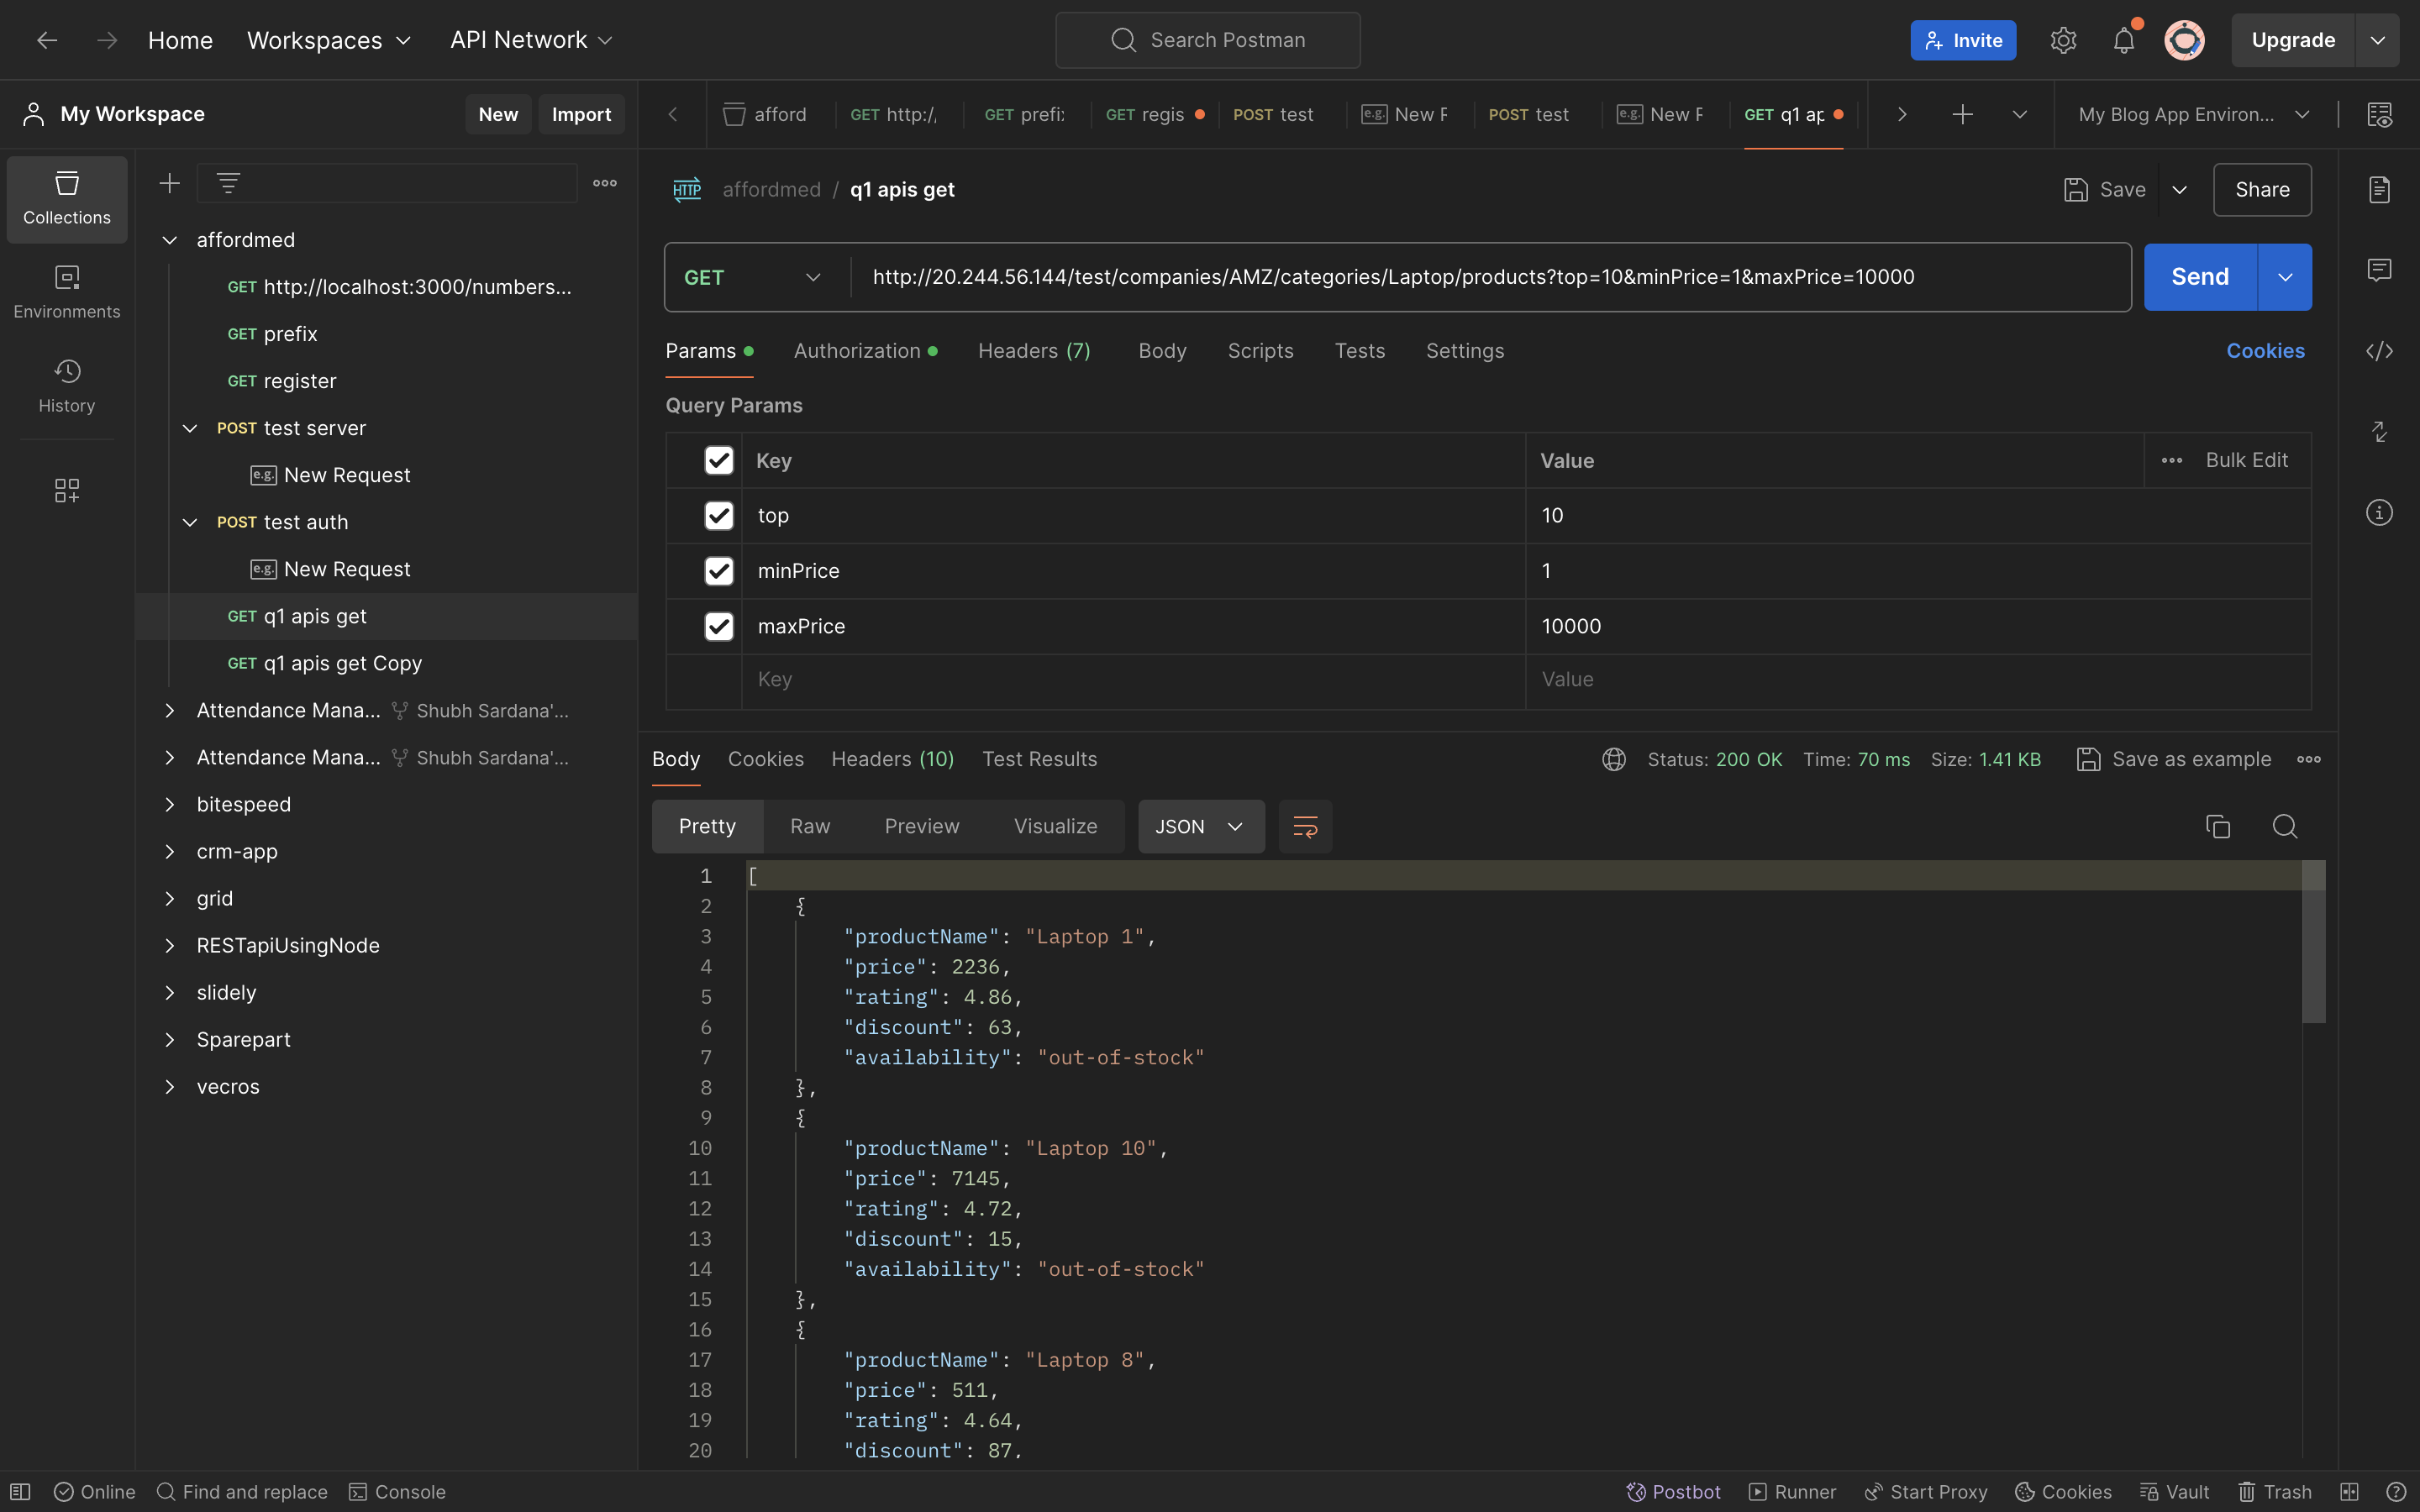 Home Workspaces API Network Search Postman Invite Upgrade
My Workspace New Import
afford GET http:/ GET prefi: GET regis POST test e.g. New F POST test e.g. New F GET q1 ap My Blog App Environ...
Collections
Environments
History
affordmed
GET http://localhost:3000/numbers...
GET prefix
GET register
POST test server
e.g. New Request
POST test auth
e.g. New Request
GET q1 apis get
GET q1 apis get Copy
Attendance Mana... Shubh Sardana'...
Attendance Mana... Shubh Sardana'...
bitespeed
crm-app
grid
RESTapiUsingNode
slidely
Sparepart
vecros
HTTP affordmed / q1 apis get Save Share
GET http://20.244.56.144/test/companies/AMZ/categories/Laptop/products?top=10&minPrice=1&maxPrice=10000 Send
Params Authorization Headers (7) Body Scripts Tests Settings Cookies
Query Params
Key Value Bulk Edit
top 10
minPrice 1
maxPrice 10000
Key Value
Body Cookies Headers (10) Test Results Status: 200 OK Time: 70 ms Size: 1.41 KB Save as example
Pretty Raw Preview Visualize JSON
1 [
2 {
3 "productName": "Laptop 1",
4 "price": 2236,
5 "rating": 4.86,
6 "discount": 63,
7 "availability": "out-of-stock"
8 },
9 {
10 "productName": "Laptop 10",
11 "price": 7145,
12 "rating": 4.72,
13 "discount": 15,
14 "availability": "out-of-stock"
15 },
16 {
17 "productName": "Laptop 8",
18 "price": 511,
19 "rating": 4.64,
20 "discount": 87,
Online Find and replace Console Postbot Runner Start Proxy Cookies Vault Trash